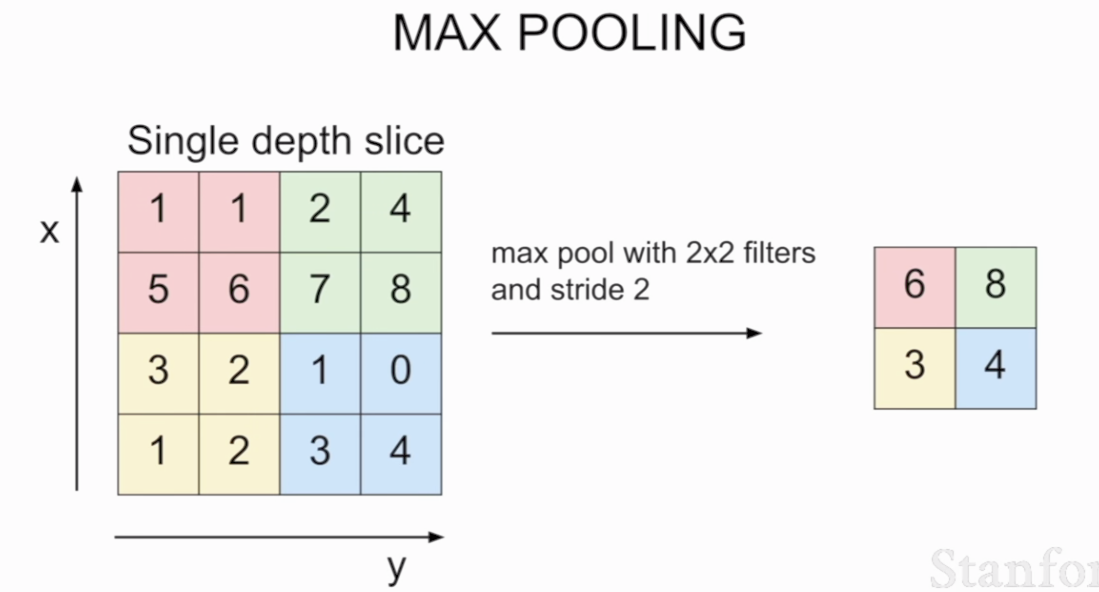 MAX POOLING
Single depth slice
x
1 1 2 4
5 6 7 8
3 2 1 0
1 2 3 4
y
max pool with 2x2 filters
and stride 2
6 8
3 4
Stanfor